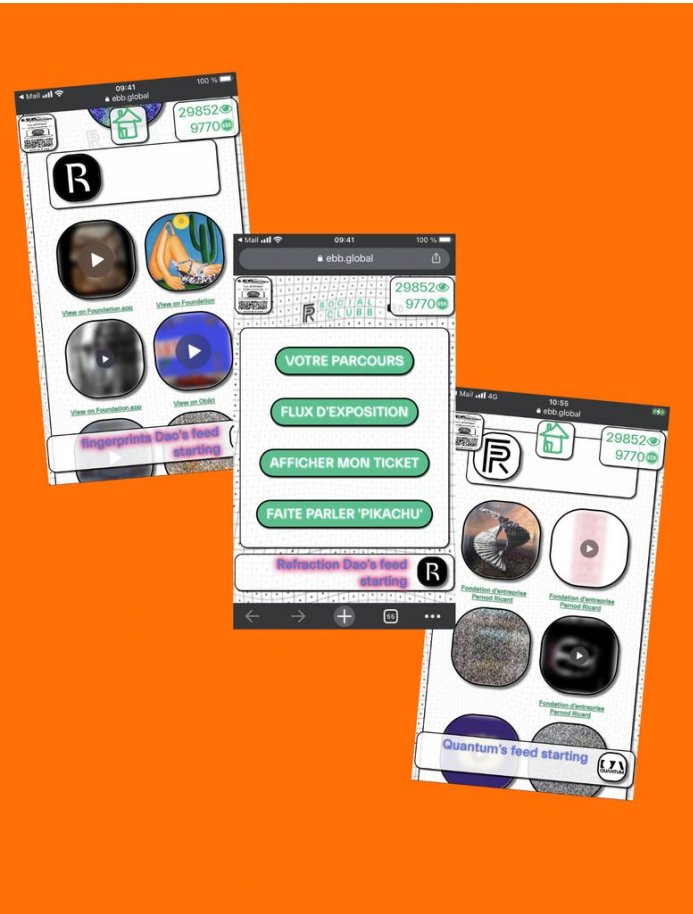 Mail
09:41
100 %
ebb.global
29852
9770
View on Foundation.app
View on Foundation
View on Foundation.app
View on Objkt
fingerprints Dao's feed
starting
Mail
09:41
100 %
ebb.global
29852
9770
SOCIAL
CLUBB
VOTRE PARCOURS
FLUX D'EXPOSITION
AFFICHER MON TICKET
FAITE PARLER 'PIKACHU'
Refraction Dao's feed
starting
R
55
Mail
4G
10:55
ebb.global
29852
9770
Fondation d'entreprise
Pernod Ricard
Fondation d'entreprise
Pernod Ricard
Fondation d'entreprise
Pernod Ricard
Quantum's feed starting
QUANTUM